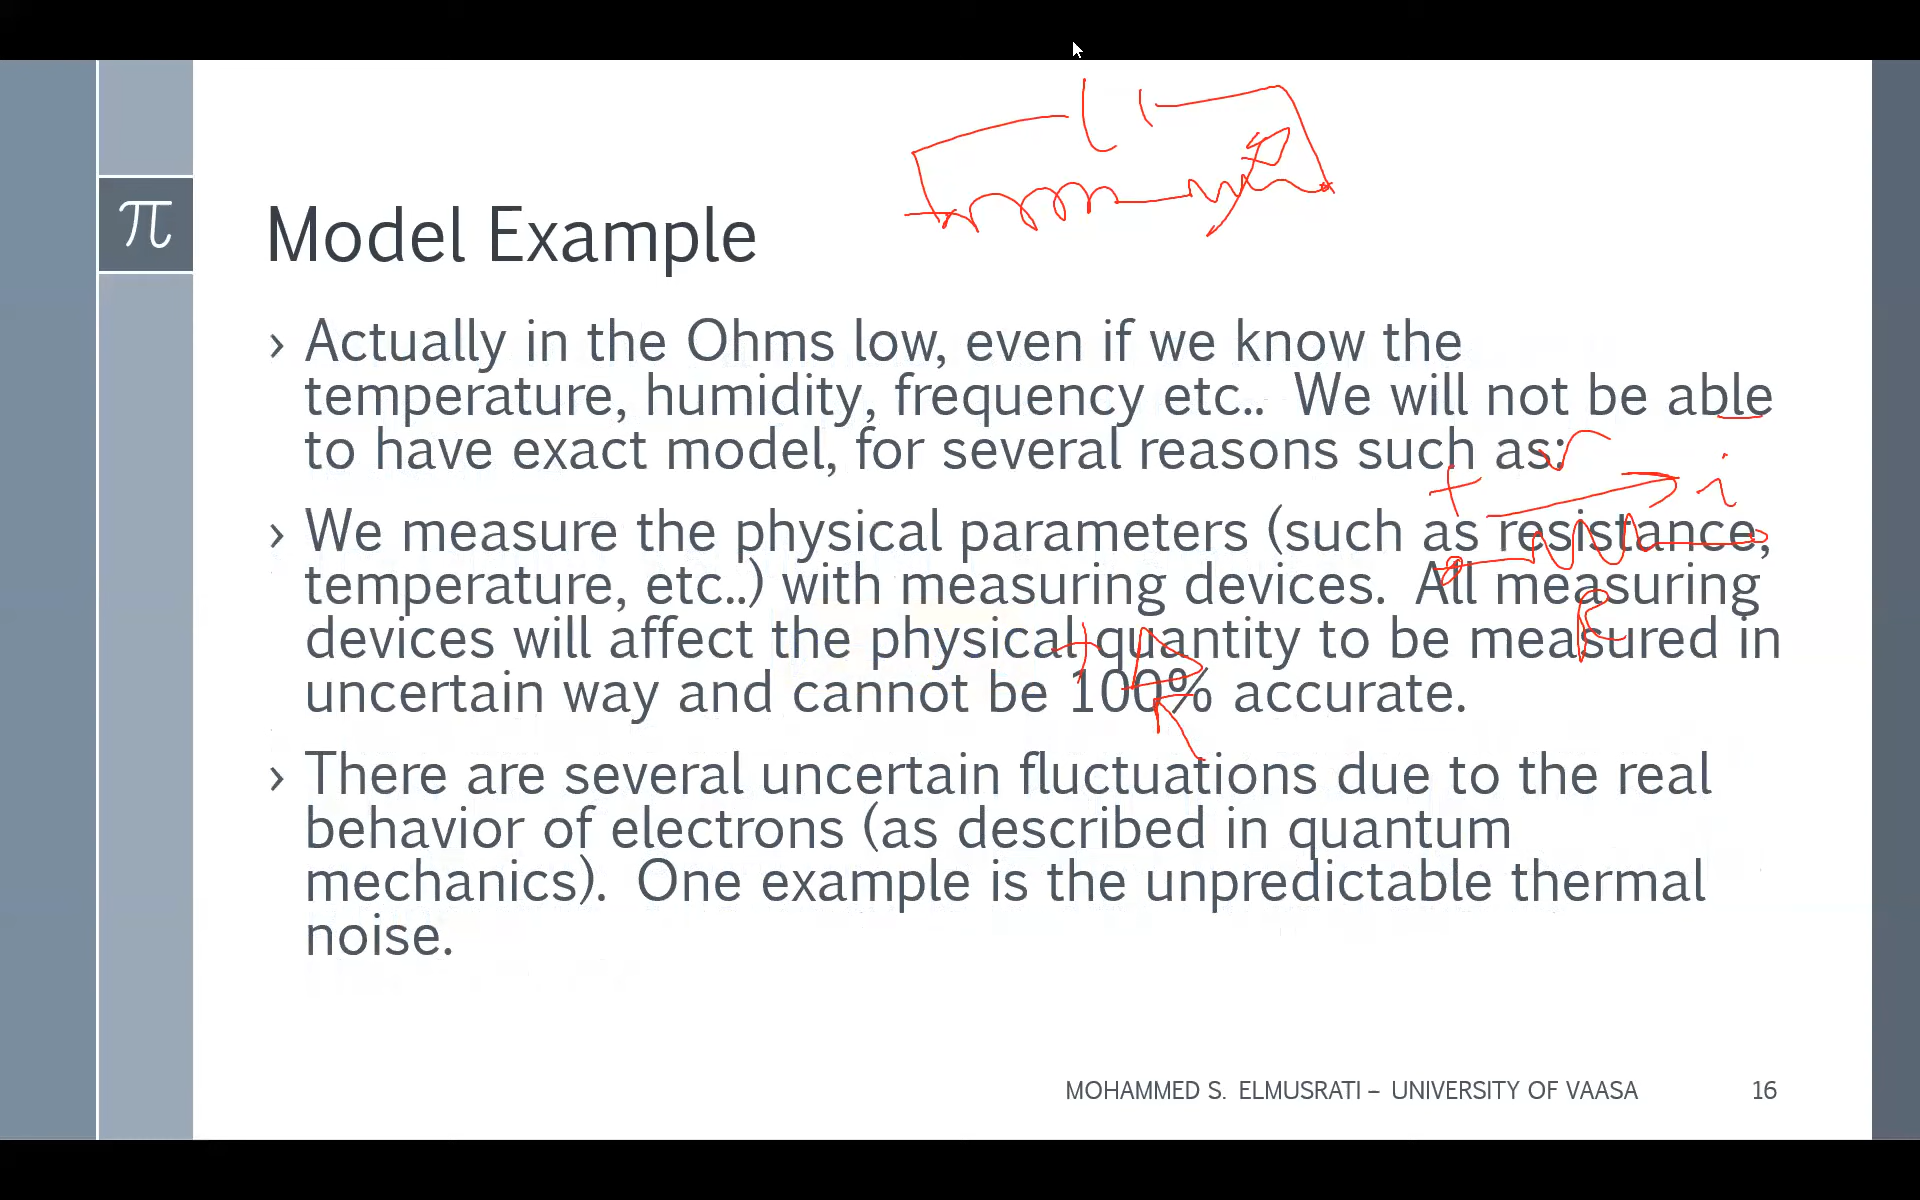 π
Model Example
› Actually in the Ohms low, even if we know the
temperature, humidity, frequency etc.. We will not be able
to have exact model, for several reasons such as:
+ r i
› We measure the physical parameters (such as resistance,
temperature, etc..) with measuring devices. All measuring
R
devices will affect the physical quantity to be measured in
uncertain way and cannot be 100% accurate.
› There are several uncertain fluctuations due to the real
behavior of electrons (as described in quantum
mechanics). One example is the unpredictable thermal
noise.
MOHAMMED S. ELMUSRATI – UNIVERSITY OF VAASA 16